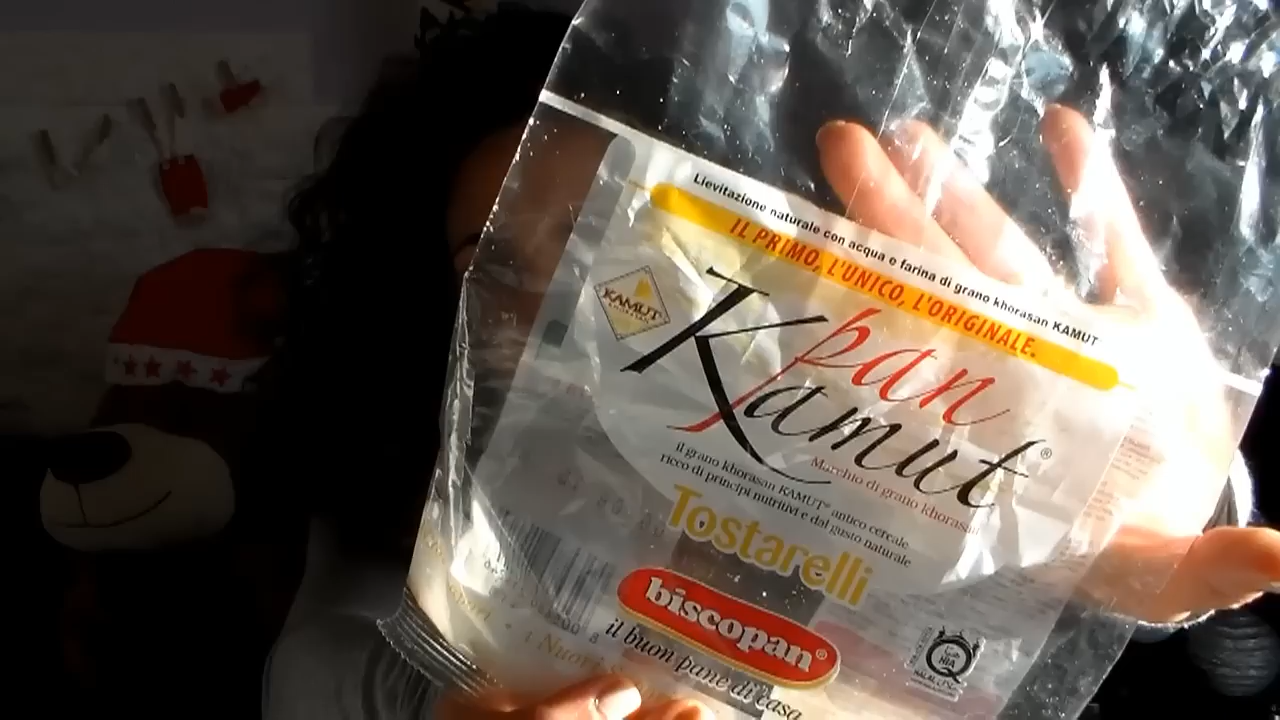 Lievitazione naturale con acqua e farina di grano khorasan KAMUT
IL PRIMO, L'UNICO, L'ORIGINALE.
KAMUT
pan
Kamut®
Marchio di grano khorasan
il grano khorasan KAMUT® antico cereale
ricco di principi nutritivi e dal gusto naturale
Tostarelli
biscopan®
il buon pane di casa
HIA
HALAL